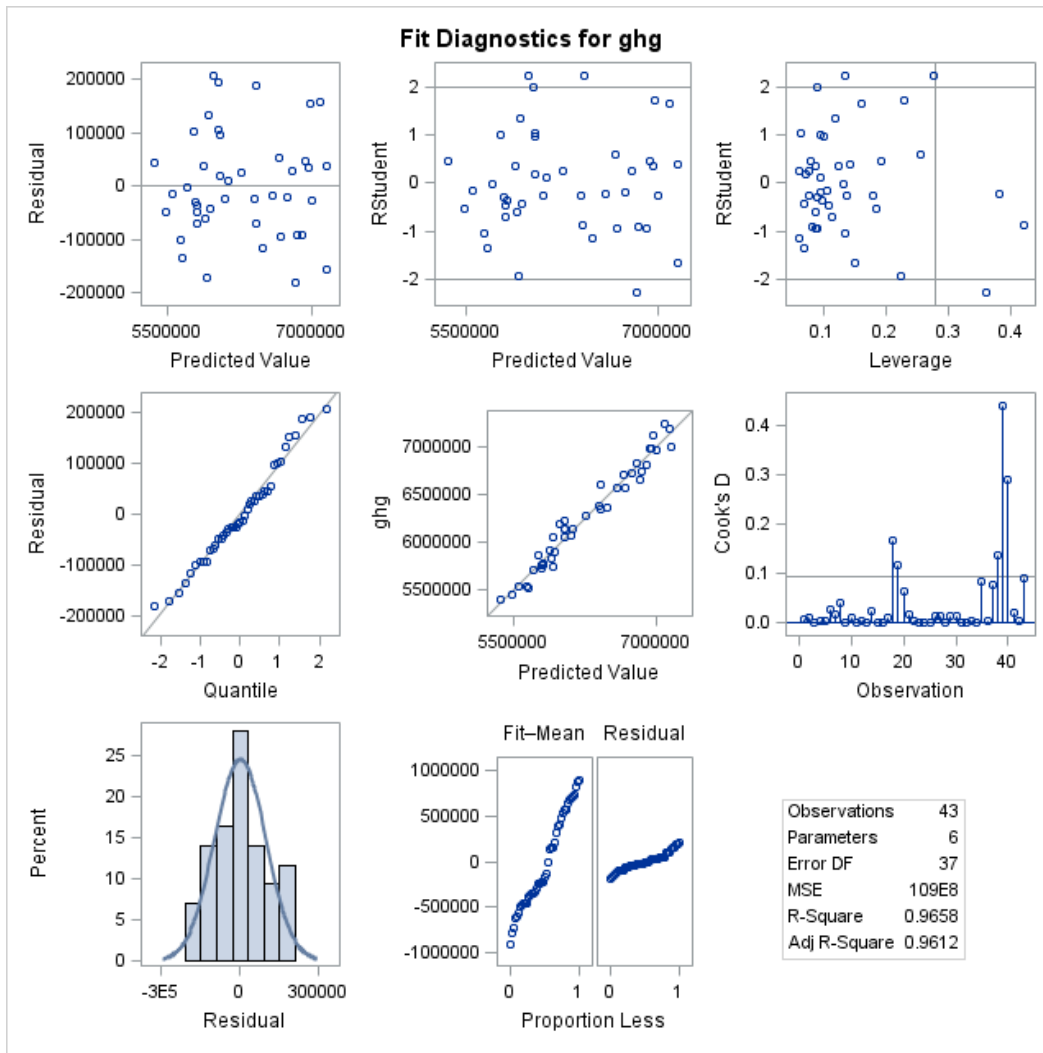 Fit Diagnostics for ghg
200000
100000
0
-100000
-200000
Residual
5500000
7000000
Predicted Value
2
1
0
-1
-2
RStudent
5500000
7000000
Predicted Value
2
1
0
-1
-2
RStudent
0.1
0.2
0.3
0.4
Leverage
200000
100000
0
-100000
-200000
Residual
-2
-1
0
1
2
Quantile
7000000
6500000
6000000
5500000
ghg
5500000
7000000
Predicted Value
0.4
0.3
0.2
0.1
0.0
Cook's D
0
10
20
30
40
Observation
25
20
15
10
5
0
Percent
-3E5
0
300000
Residual
Fit–Mean
Residual
1000000
500000
0
-500000
-1000000
0
1
0
1
Proportion Less
Observations 43
Parameters 6
Error DF 37
MSE 109E8
R-Square 0.9658
Adj R-Square 0.9612